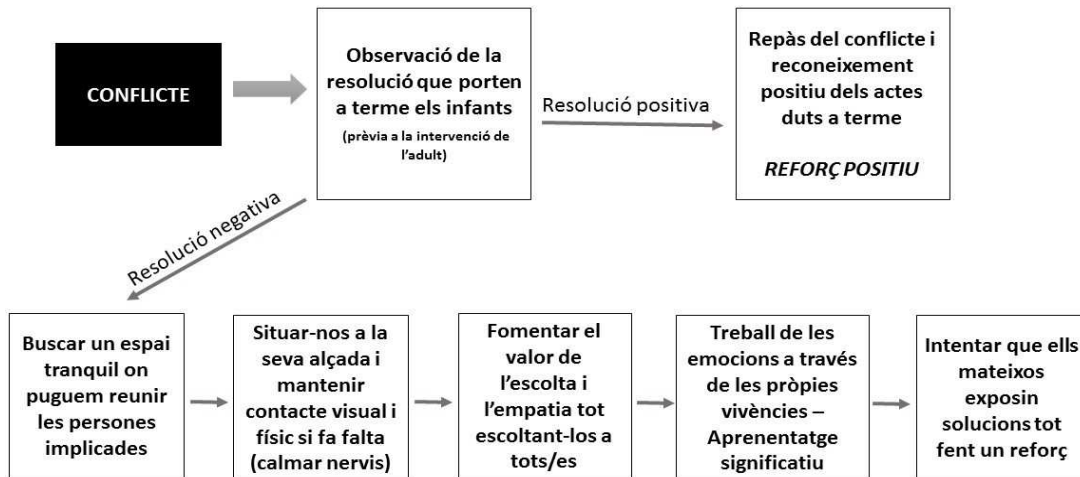 CONFLICTE
Observació de la
resolució que porten
a terme els infants
(prèvia a la intervenció de
l'adult)
Resolució positiva
Repàs del conflicte i
reconeixement
positiu dels actes
duts a terme
REFORÇ POSITIU
Resolució negativa
Buscar un espai
tranquil on
puguem reunir
les persones
implicades
Situar-nos a la
seva alçada i
mantenir
contacte visual i
físic si fa falta
(calmar nervis)
Fomentar el
valor de
l'escolta i
l'empatia tot
escoltant-los a
tots/es
Treball de les
emocions a través
de les pròpies
vivències –
Aprenentatge
significatiu
Intentar que ells
mateixos
exposin
solucions tot
fent un reforç